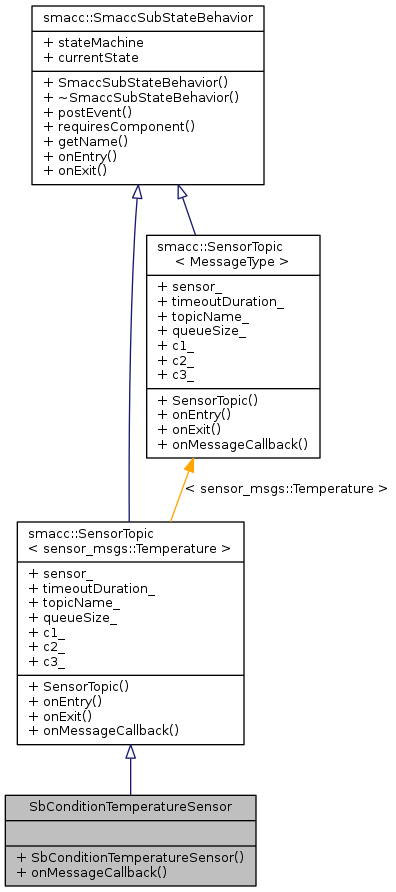 smacc::SmaccSubStateBehavior
+ stateMachine
+ currentState
+ SmaccSubStateBehavior()
+ ~SmaccSubStateBehavior()
+ postEvent()
+ requiresComponent()
+ getName()
+ onEntry()
+ onExit()
smacc::SensorTopic
< MessageType >
+ sensor_
+ timeoutDuration_
+ topicName_
+ queueSize_
+ c1_
+ c2_
+ c3_
+ SensorTopic()
+ onEntry()
+ onExit()
+ onMessageCallback()
< sensor_msgs::Temperature >
smacc::SensorTopic
< sensor_msgs::Temperature >
+ sensor_
+ timeoutDuration_
+ topicName_
+ queueSize_
+ c1_
+ c2_
+ c3_
+ SensorTopic()
+ onEntry()
+ onExit()
+ onMessageCallback()
SbConditionTemperatureSensor
+ SbConditionTemperatureSensor()
+ onMessageCallback()